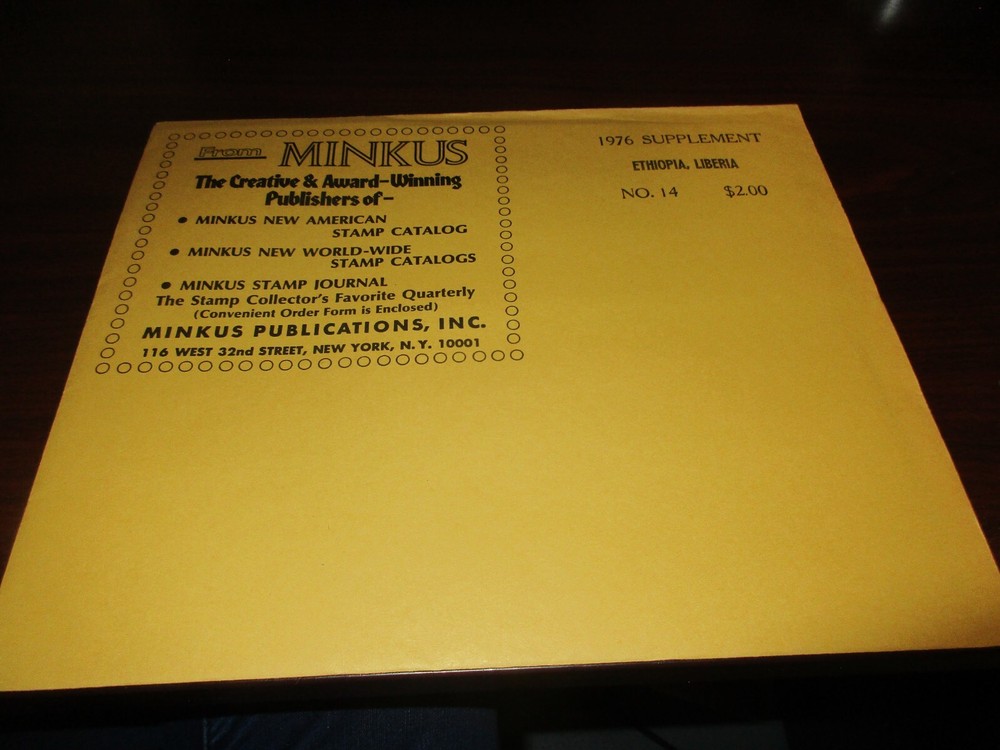 From MINKUS
The Creative & Award-Winning
Publishers of-
● MINKUS NEW AMERICAN
STAMP CATALOG
● MINKUS NEW WORLD-WIDE
STAMP CATALOGS
● MINKUS STAMP JOURNAL
The Stamp Collector's Favorite Quarterly
(Convenient Order Form is Enclosed)
MINKUS PUBLICATIONS, INC.
116 WEST 32nd STREET, NEW YORK, N.Y. 10001
1976 SUPPLEMENT
ETHIOPIA, LIBERIA
NO. 14 $2.00